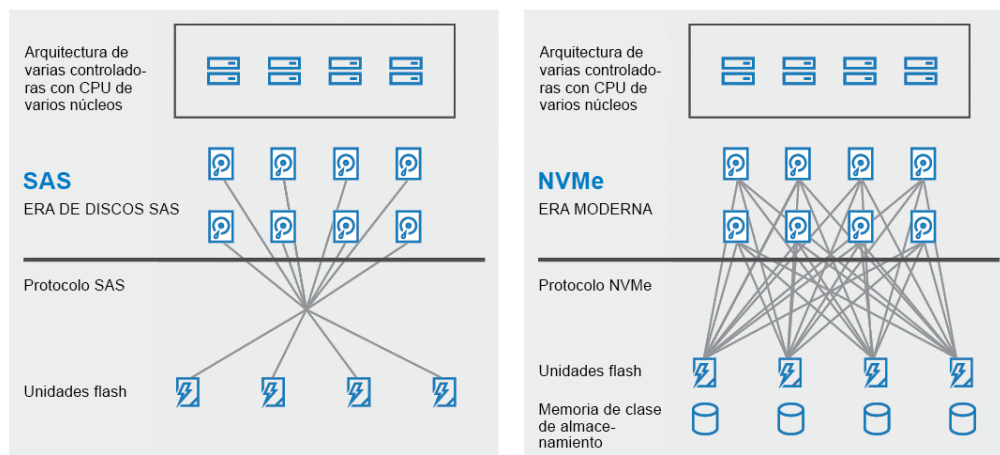 Arquitectura de
varias controlado-
ras con CPU de
varios núcleos
SAS
ERA DE DISCOS SAS
Protocolo SAS
Unidades flash
Arquitectura de
varias controlado-
ras con CPU de
varios núcleos
NVMe
ERA MODERNA
Protocolo NVMe
Unidades flash
Memoria de clase
de almace-
namiento